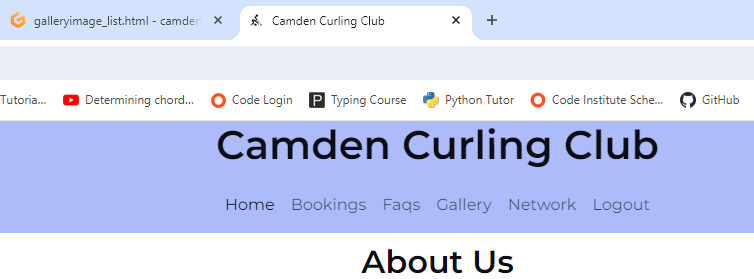 galleryimage_list.html - camden
Camden Curling Club
Tutoria... Determining chord... Code Login Typing Course Python Tutor Code Institute Sche... GitHub
Camden Curling Club
Home Bookings Faqs Gallery Network Logout
About Us